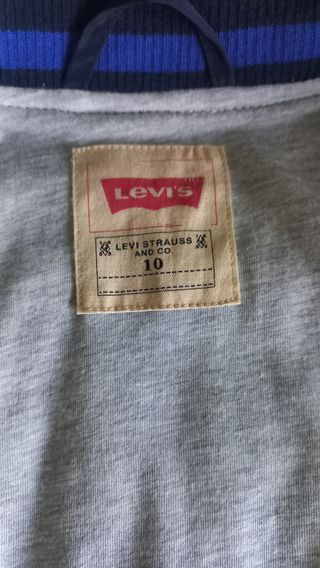 LEVI'S
LEVI STRAUSS
AND CO
10